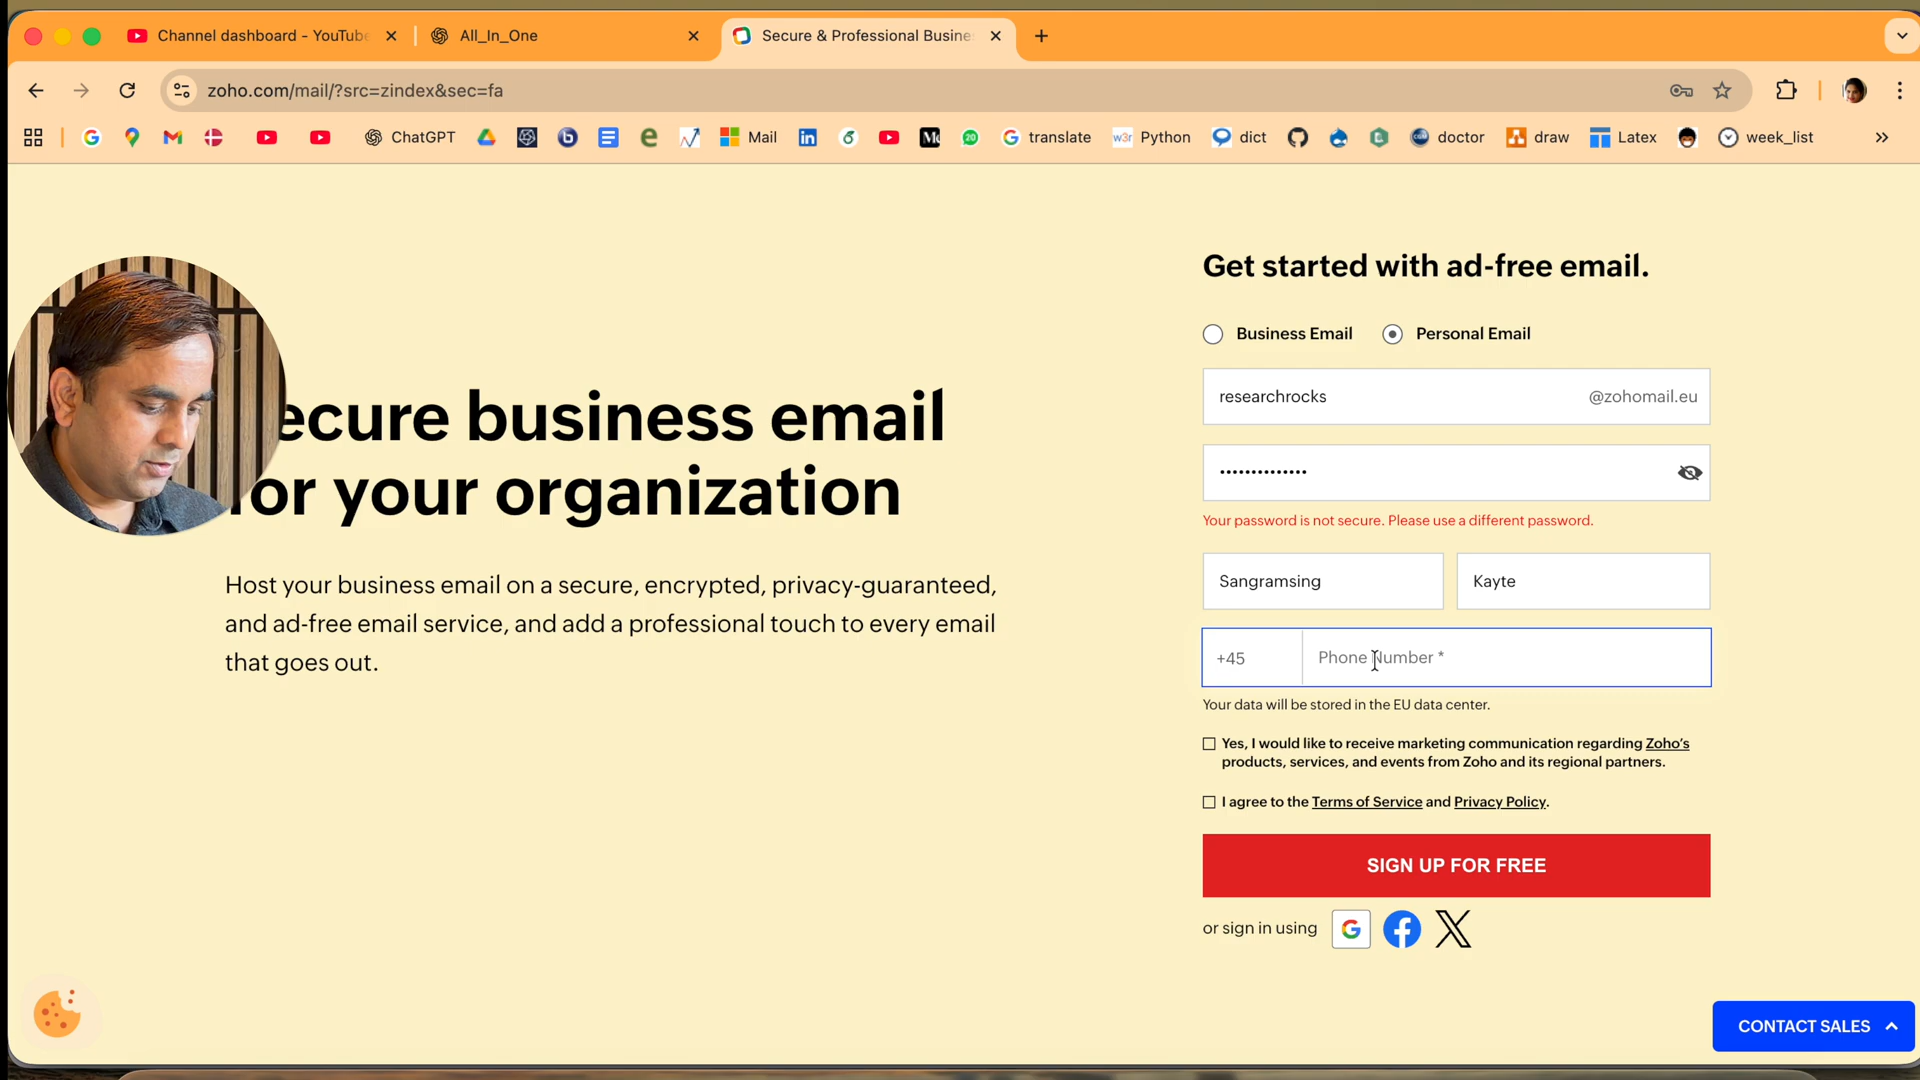 Channel dashboard - YouTube
All_In_One
Secure & Professional Busine
zoho.com/mail/?src=zindex&sec=fa
ChatGPT
Mail
translate
Python
dict
doctor
draw
Latex
week_list
Get started with ad-free email.
Business Email
Personal Email
researchrocks
@zohomail.eu
ecure business email
or your organization
Your password is not secure. Please use a different password.
Host your business email on a secure, encrypted, privacy-guaranteed,
and ad-free email service, and add a professional touch to every email
that goes out.
Sangramsing
Kayte
+45
Phone Number *
Your data will be stored in the EU data center.
Yes, I would like to receive marketing communication regarding Zoho's
products, services, and events from Zoho and its regional partners.
I agree to the Terms of Service and Privacy Policy.
SIGN UP FOR FREE
or sign in using
CONTACT SALES